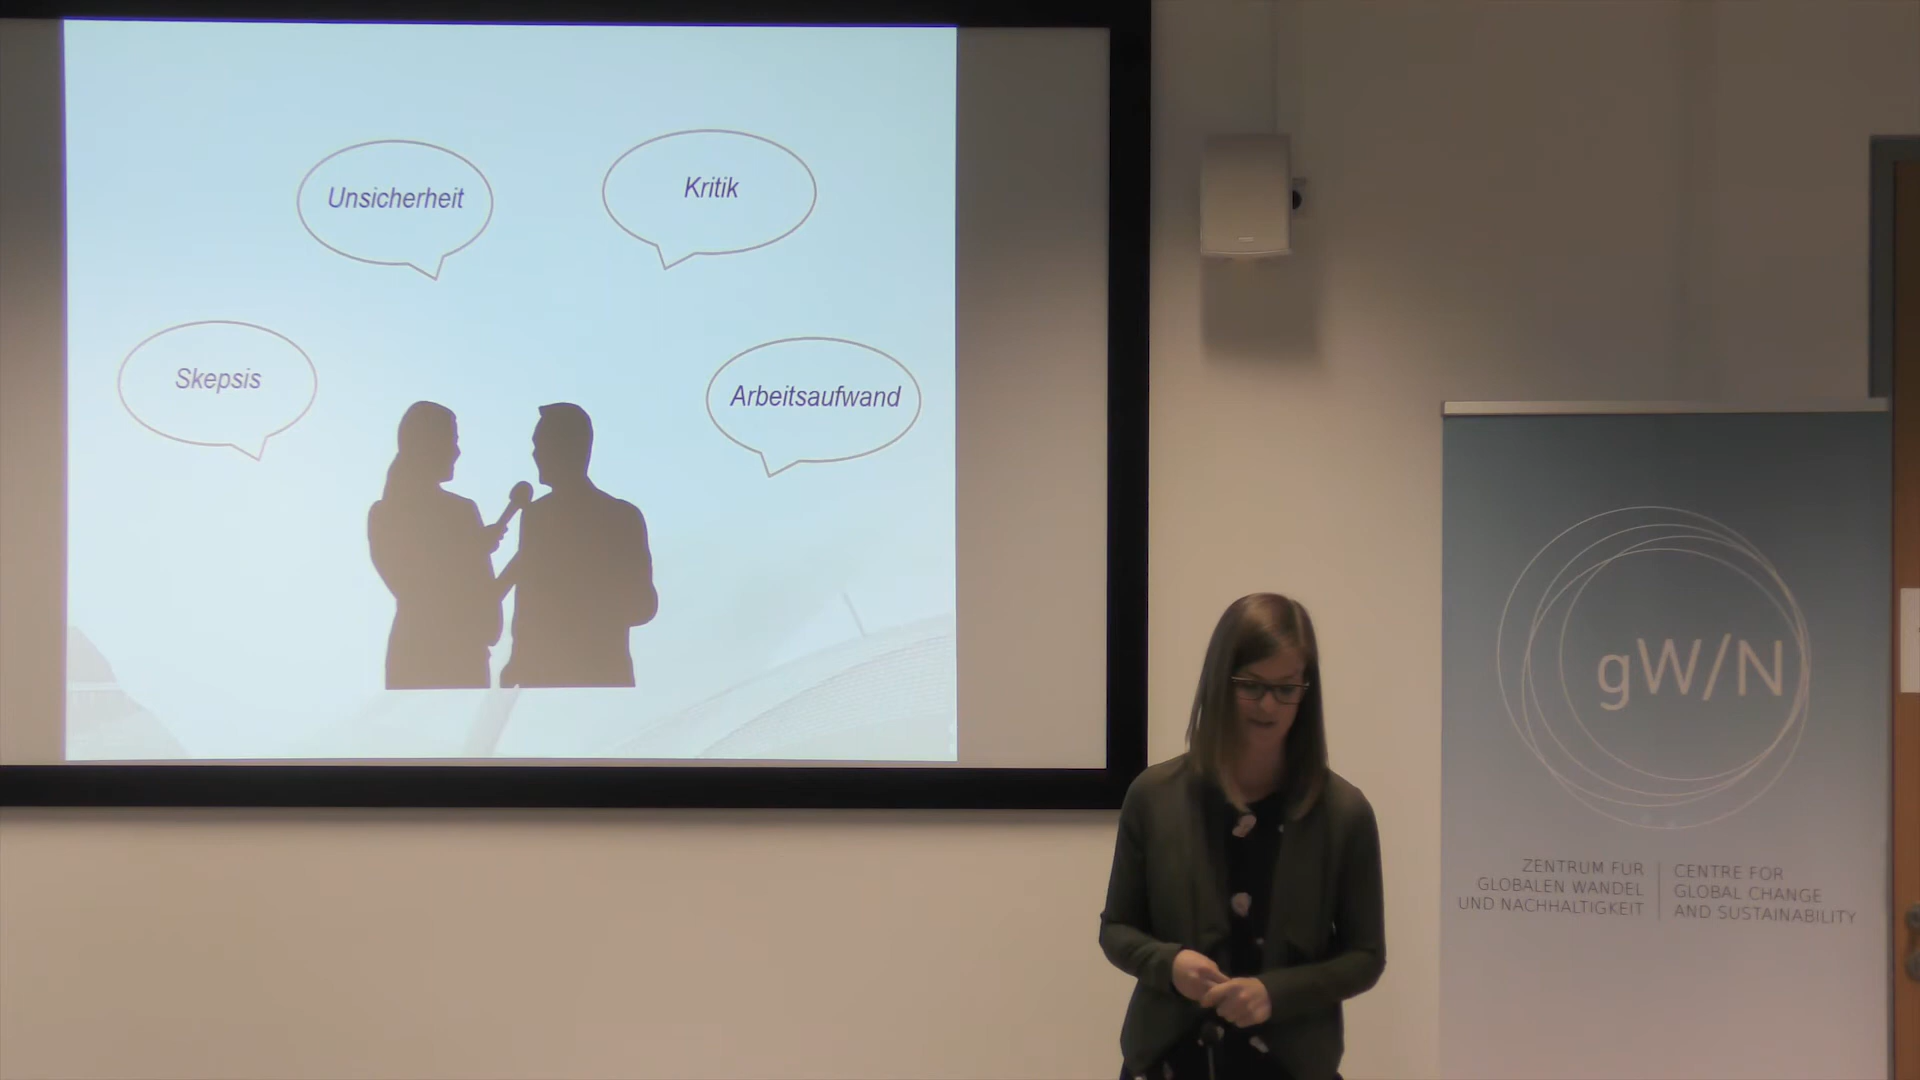 Unsicherheit
Kritik
Skepsis
Arbeitsaufwand
gW/N
ZENTRUM FÜR
GLOBALEN WANDEL
UND NACHHALTIGKEIT
CENTRE FOR
GLOBAL CHANGE
AND SUSTAINABILITY